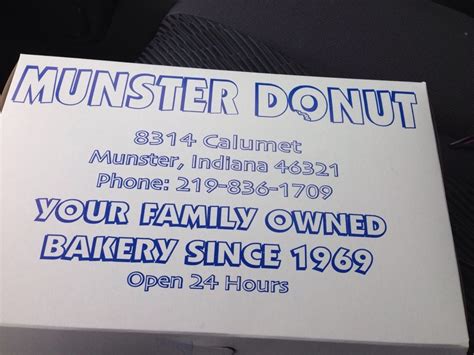 MUNSTER DONUT
8314 Calumet
Munster, Indiana 46321
Phone: 219-836-1709
YOUR FAMILY OWNED
BAKERY SINCE 1969
Open 24 Hours